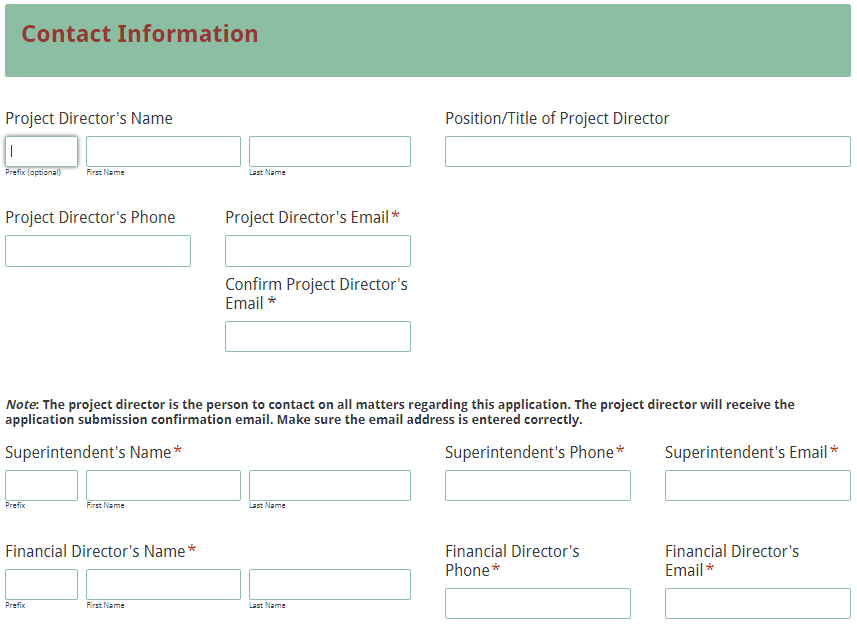 Contact Information
Project Director's Name
Position/Title of Project Director
Prefix (optional)
First Name
Last Name
Project Director's Phone
Project Director's Email*
Confirm Project Director's
Email *
Note: The project director is the person to contact on all matters regarding this application. The project director will receive the
application submission confirmation email. Make sure the email address is entered correctly.
Superintendent's Name*
Superintendent's Phone*
Superintendent's Email*
Prefix
First Name
Last Name
Financial Director's Name*
Financial Director's
Phone*
Financial Director's
Email*
Prefix
First Name
Last Name